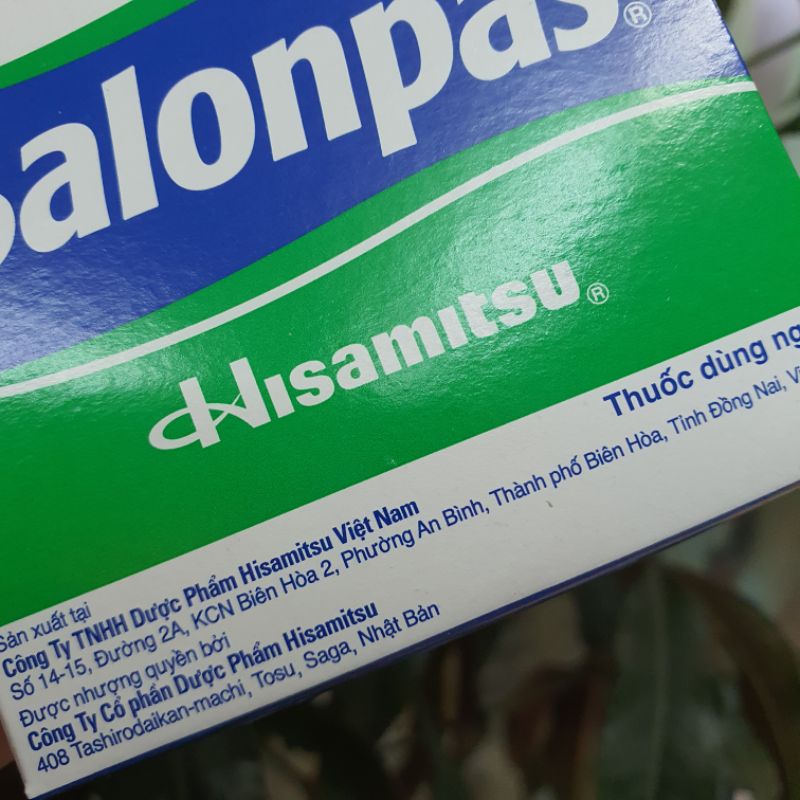 Salonpas®
Hisamitsu®
Thuốc dùng
Sản xuất tại
Công Ty TNHH Dược Phẩm Hisamitsu Việt Nam
Số 14-15, Đường 2A, KCN Biên Hòa 2, Phường An Bình, Thành phố Biên Hòa, Tỉnh Đồng Nai,
Được nhượng quyền bởi
Công Ty Cổ phần Dược Phẩm Hisamitsu
408 Tashirodaikan-machi, Tosu, Saga, Nhật Bản